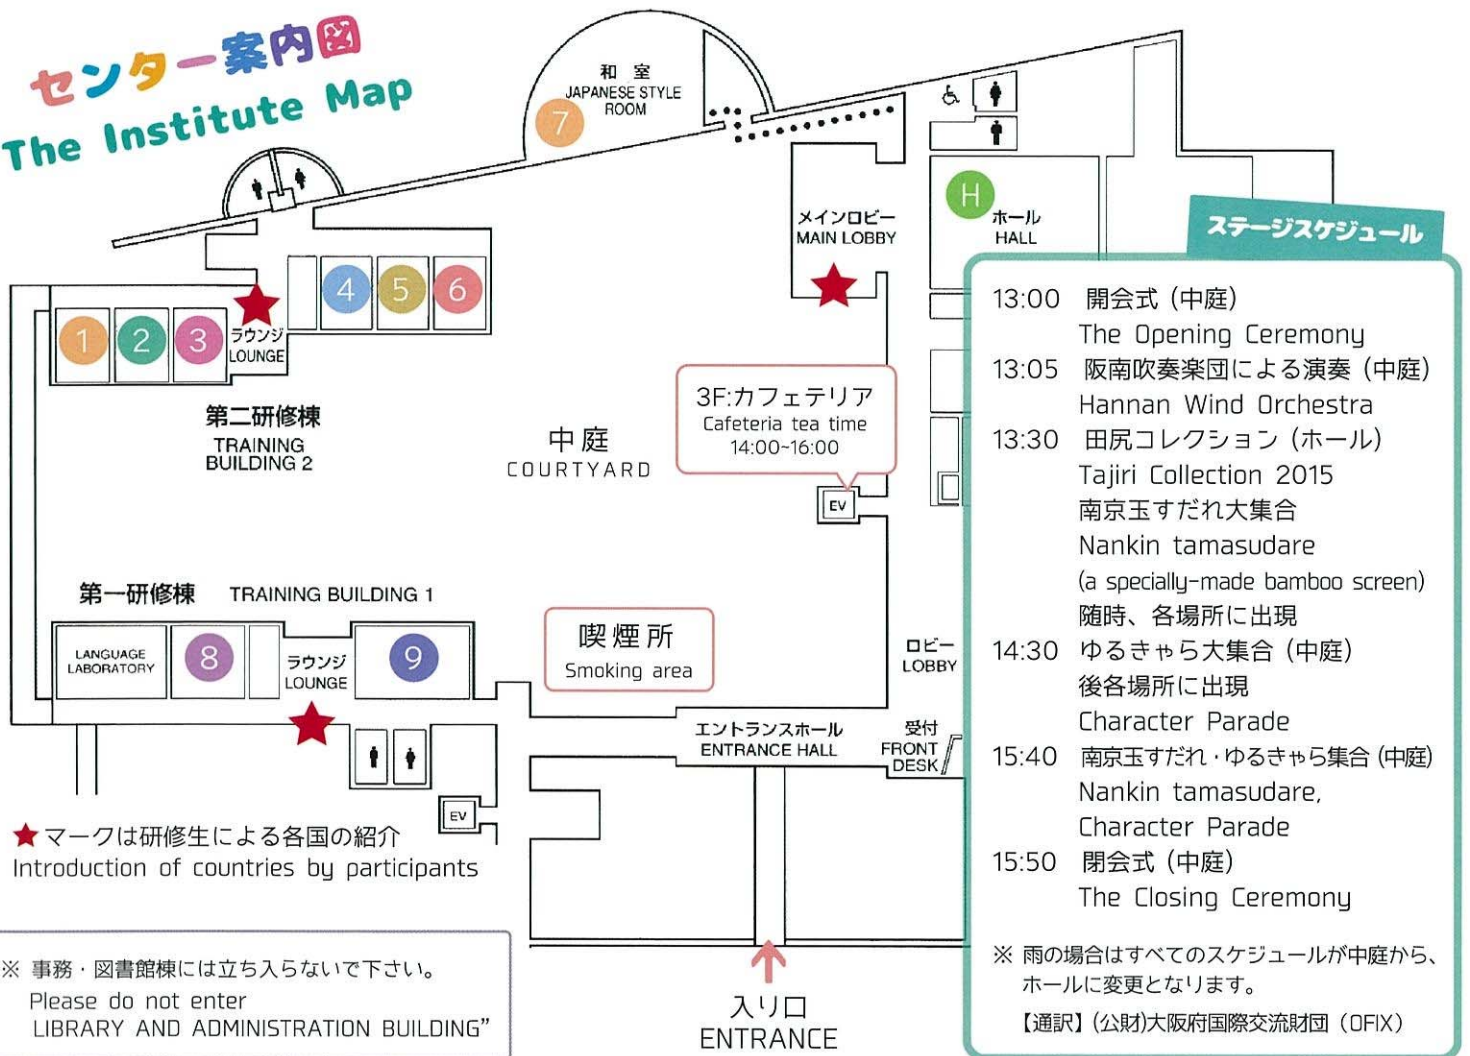 センター案内図
The Institute Map
和 室
JAPANESE STYLE
ROOM
7
メインロビー
MAIN LOBBY
H
ホール
HALL
4
5
6
1
2
3
ラウンジ
LOUNGE
第二研修棟
TRAINING
BUILDING 2
中庭
COURTYARD
3F:カフェテリア
Cafeteria tea time
14:00~16:00
EV
第一研修棟 TRAINING BUILDING 1
LANGUAGE
LABORATORY
8
ラウンジ
LOUNGE
9
喫煙所
Smoking area
ロビー
LOBBY
エントランスホール
ENTRANCE HALL
受付
FRONT
DESK
EV
★マークは研修生による各国の紹介
Introduction of countries by participants
※ 事務・図書館棟には立ち入らないで下さい。
Please do not enter
LIBRARY AND ADMINISTRATION BUILDING”
入り口
ENTRANCE
ステージスケジュール
13:00 開会式（中庭）
The Opening Ceremony
13:05 阪南吹奏楽団による演奏（中庭）
Hannan Wind Orchestra
13:30 田尻コレクション（ホール）
Tajiri Collection 2015
南京玉すだれ大集合
Nankin tamasudare
(a specially-made bamboo screen)
随時、各場所に出現
14:30 ゆるきゃら大集合（中庭）
後各場所に出現
Character Parade
15:40 南京玉すだれ・ゆるきゃら集合（中庭）
Nankin tamasudare,
Character Parade
15:50 閉会式（中庭）
The Closing Ceremony
※ 雨の場合はすべてのスケジュールが中庭から、
ホールに変更となります。
【通訳】(公財)大阪府国際交流財団（OFIX）